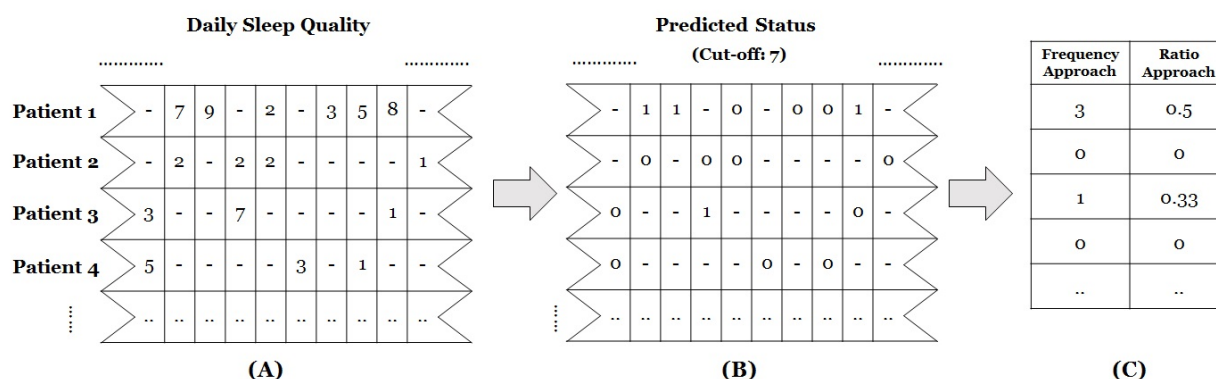 Daily Sleep Quality
Predicted Status
(Cut-off: 7)
............. ............. ............. .............
Frequency Approach Ratio Approach
Patient 1 - 7 9 - 2 - 3 5 8 - - 1 1 - 0 - 0 0 1 - 3 0.5
Patient 2 - 2 - 2 2 - - - - 1 - 0 - 0 0 - - - - 0 0 0
Patient 3 3 - - 7 - - - - 1 - 0 - - 1 - - - - 0 - 1 0.33
Patient 4 5 - - - - 3 - 1 - - 0 - - - - 0 - 0 - - 0 0
...... .. .. .. .. .. .. .. .. .. .. ...... .. .. .. .. .. .. .. .. .. .. .. ..
(A) (B) (C)